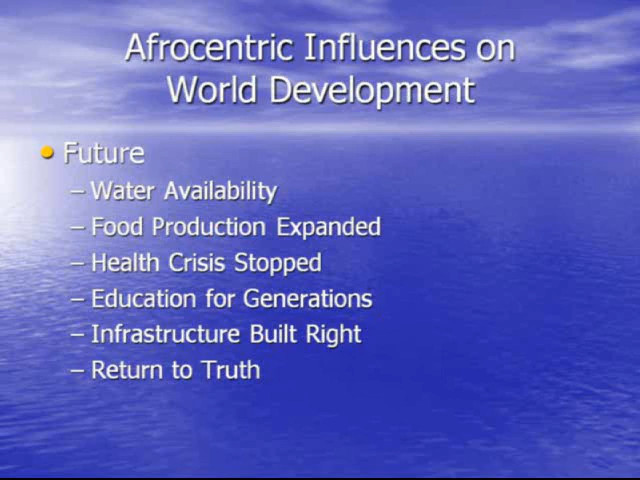 Afrocentric Influences on
World Development
• Future
– Water Availability
– Food Production Expanded
– Health Crisis Stopped
– Education for Generations
– Infrastructure Built Right
– Return to Truth